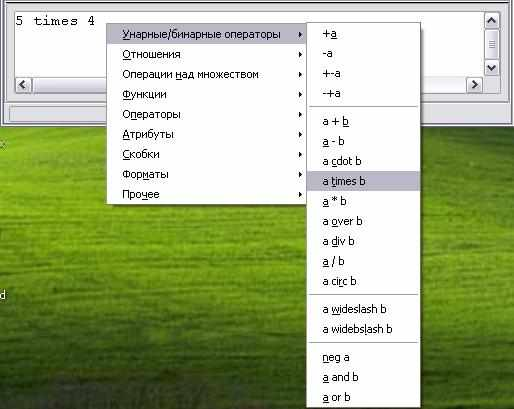 5 times 4
Унарные/бинарные операторы
Отношения
Операции над множеством
Функции
Операторы
Атрибуты
Скобки
Форматы
Прочее
+a
-a
+-a
-+a
a + b
a - b
a cdot b
a times b
a * b
a over b
a div b
a / b
a circ b
a wideslash b
a widebslash b
neg a
a and b
a or b
d